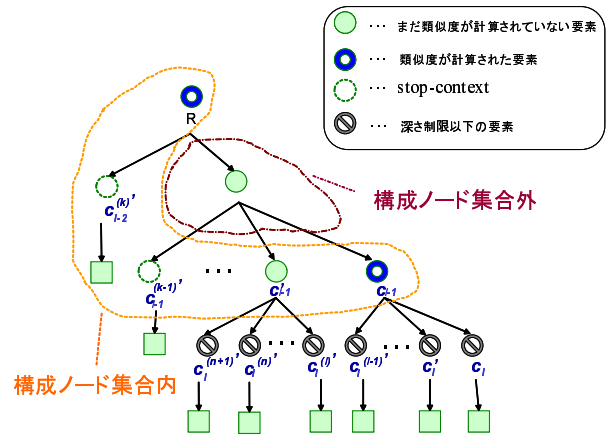 … まだ類似度が計算されていない要素
… 類似度が計算された要素
… stop-context
… 深さ制限以下の要素
R
構成ノード集合外
c_{l-2}^{(k)}'
c_{l-1}^{(k-1)}' … c_{l-1}' c_{l-1}
構成ノード集合内
c_l^{(n+1)}' c_l^{(n)}' … c_l^{(l)}' c_l^{(l-1)}' … c_l' c_l